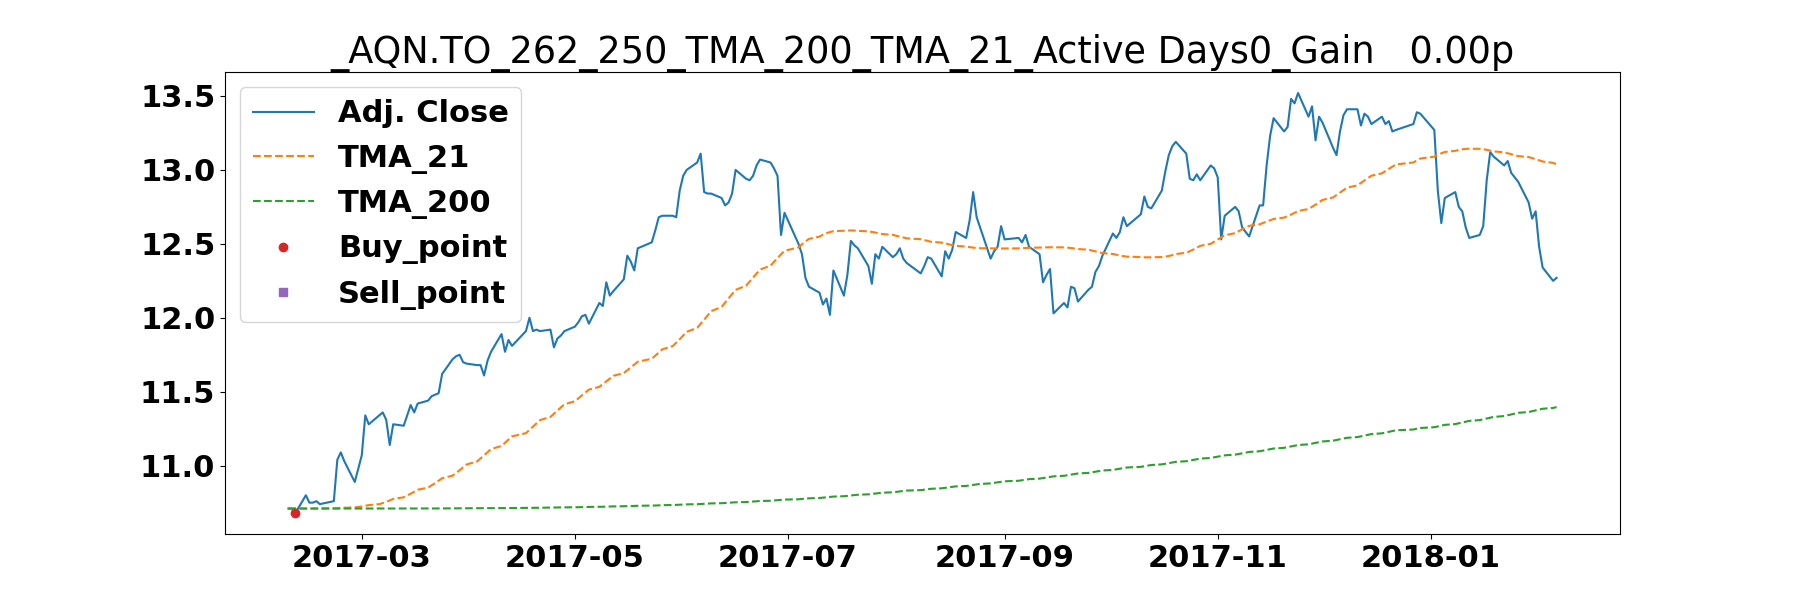 _AQN.TO_262_250_TMA_200_TMA_21_Active Days0_Gain   0.00p
13.5
13.0
12.5
12.0
11.5
11.0
Adj. Close
TMA_21
TMA_200
Buy_point
Sell_point
2017-03 2017-05 2017-07 2017-09 2017-11 2018-01